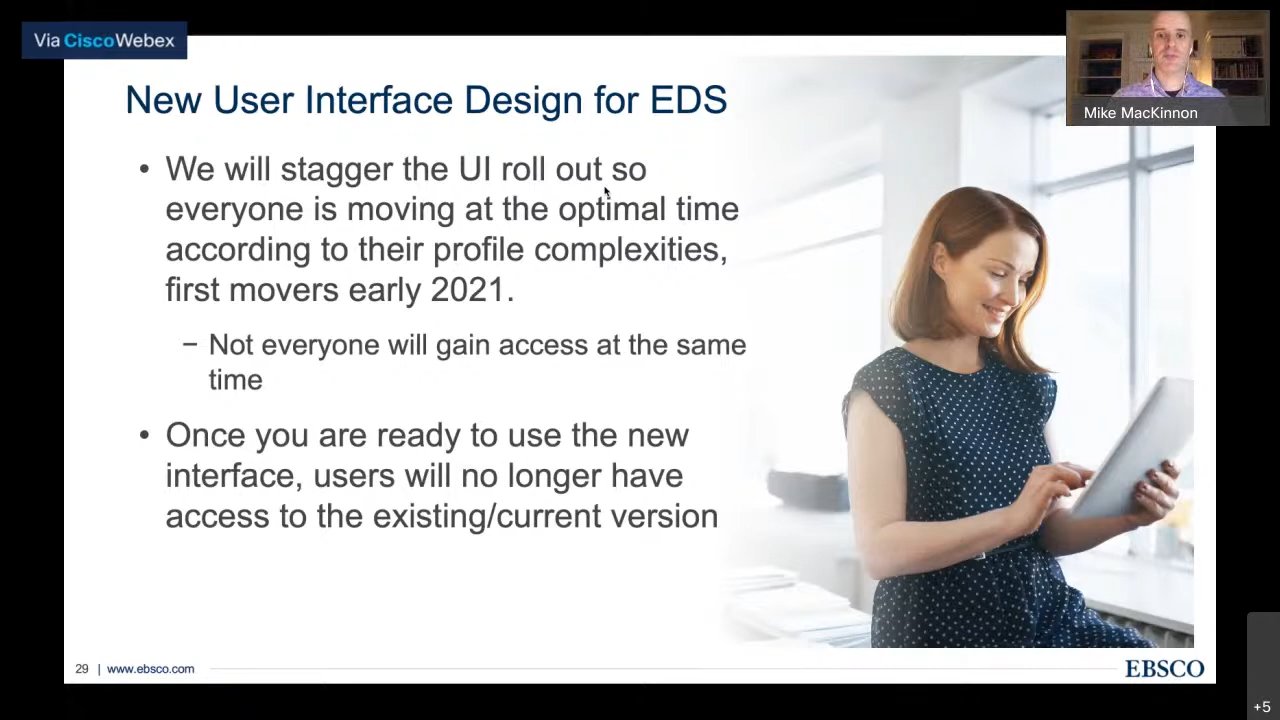 Via CiscoWebex
Mike MacKinnon
New User Interface Design for EDS
• We will stagger the UI roll out so
everyone is moving at the optimal time
according to their profile complexities,
first movers early 2021.
− Not everyone will gain access at the same
time
• Once you are ready to use the new
interface, users will no longer have
access to the existing/current version
29 | www.ebsco.com
EBSCO
+5